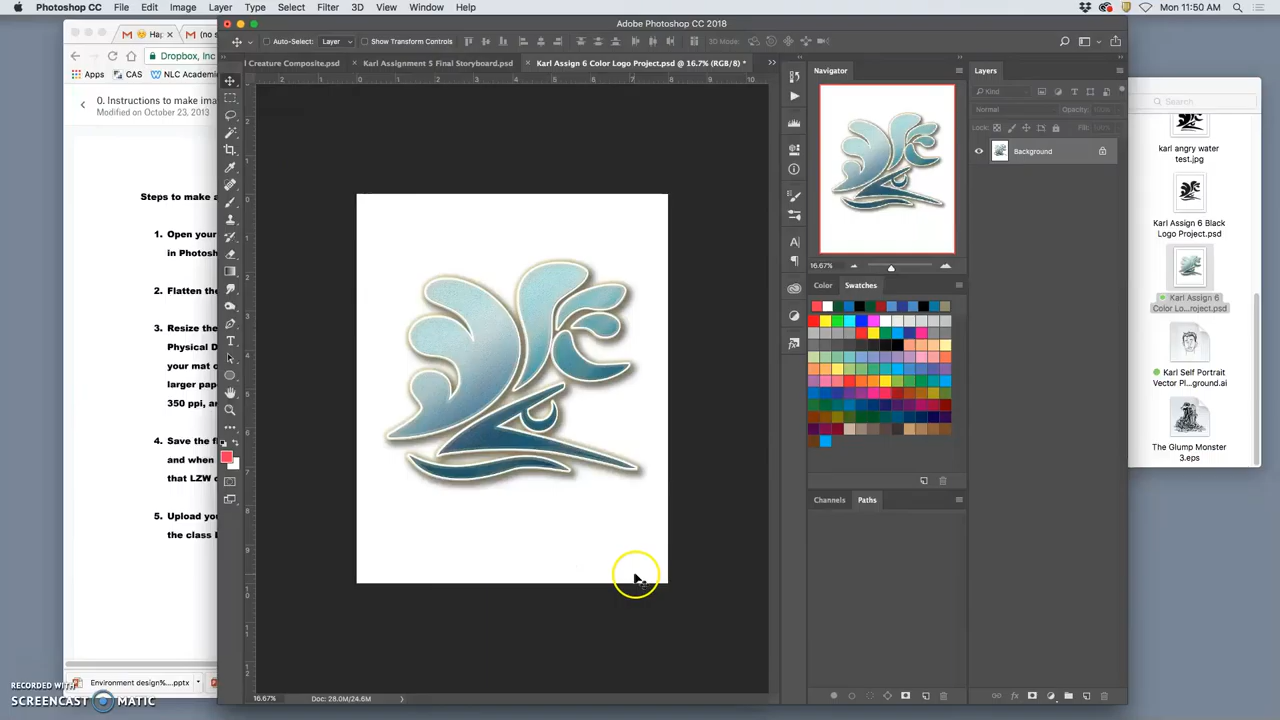 Photoshop CC File Edit Image Layer Type Select Filter 3D View Window Help
Mon 11:50 AM
Hap
(no s
Dropbox, Inc
Apps CAS NLC Academic
0. Instructions to make ima
Modified on October 23, 2013
Steps to make a
1. Open your
in Photosh
2. Flatten the
3. Resize the
Physical D
your mat o
larger pape
350 ppi, an
4. Save the fl
and when
that LZW c
5. Upload you
the class D
Environment design%....pptx
RECORDED WITH
SCREENCAST MATIC
Adobe Photoshop CC 2018
Auto-Select: Layer Show Transform Controls 3D Mode:
Creature Composite.psd
Karl Assignment 5 Final Storyboard.psd
Karl Assign 6 Color Logo Project.psd @ 16.7% (RGB/8) *
16.67% Doc: 28.0M/24.6M
Navigator
16.67%
Color Swatches
Channels Paths
Layers
Kind
Normal Opacity:
Lock: Fill:
Background
Search
karl angry water
test.jpg
Karl Assign 6 Black
Logo Project.psd
Karl Assign 6
Color Lo...roject.psd
Karl Self Portrait
Vector Pl...ground.ai
The Glump Monster
3.eps